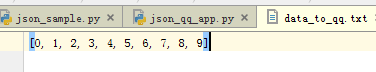 json_sample.py json_qq_app.py data_to_qq.txt
[0, 1, 2, 3, 4, 5, 6, 7, 8, 9]